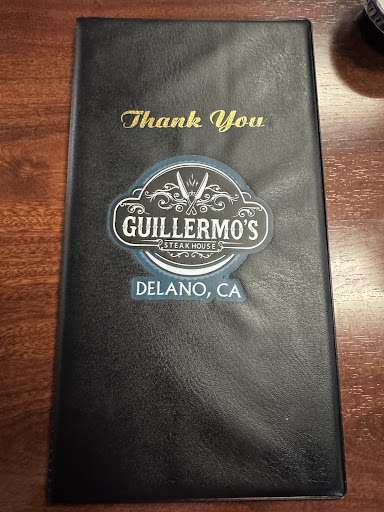 Thank You
GUILLERMO'S
STEAK HOUSE
DELANO, CA